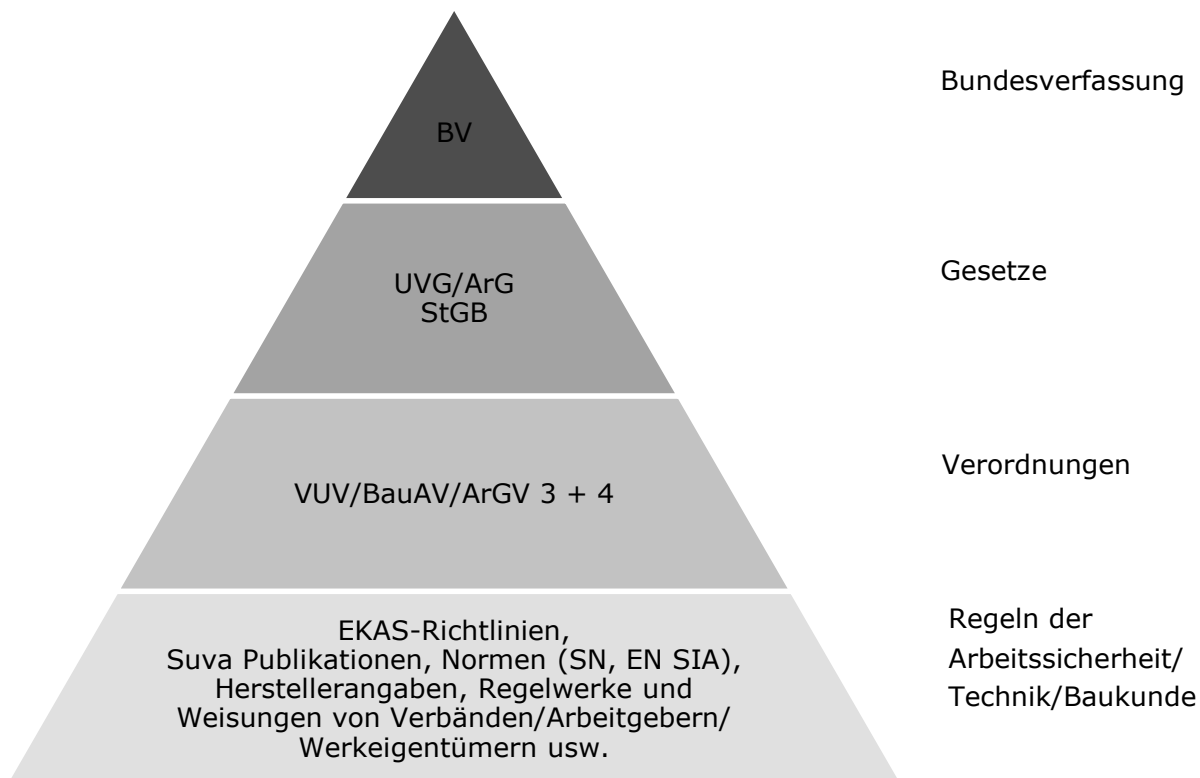 BV
Bundesverfassung
UVG/ArG
StGB
Gesetze
VUV/BauAV/ArGV 3 + 4
Verordnungen
EKAS-Richtlinien,
Suva Publikationen, Normen (SN, EN SIA),
Herstellerangaben, Regelwerke und
Weisungen von Verbänden/Arbeitgebern/
Werkeigentümern usw.
Regeln der
Arbeitssicherheit/
Technik/Baukunde